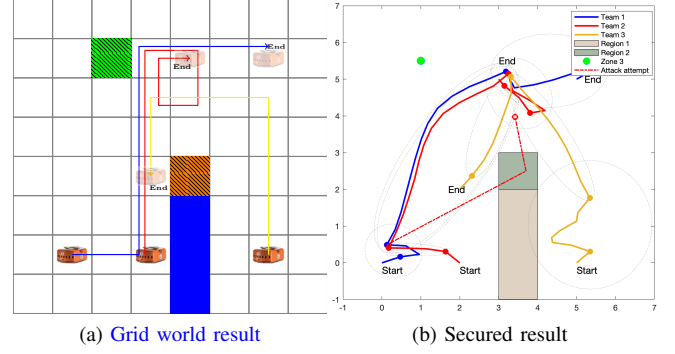 End
End
End
7
6
5
4
3
2
1
0
-1
-1
0
1
2
3
4
5
6
7
Team 1
Team 2
Team 3
Region 1
Region 2
Zone 3
Attack attempt
End
End
End
Start
Start
Start
(a) Grid world result
(b) Secured result